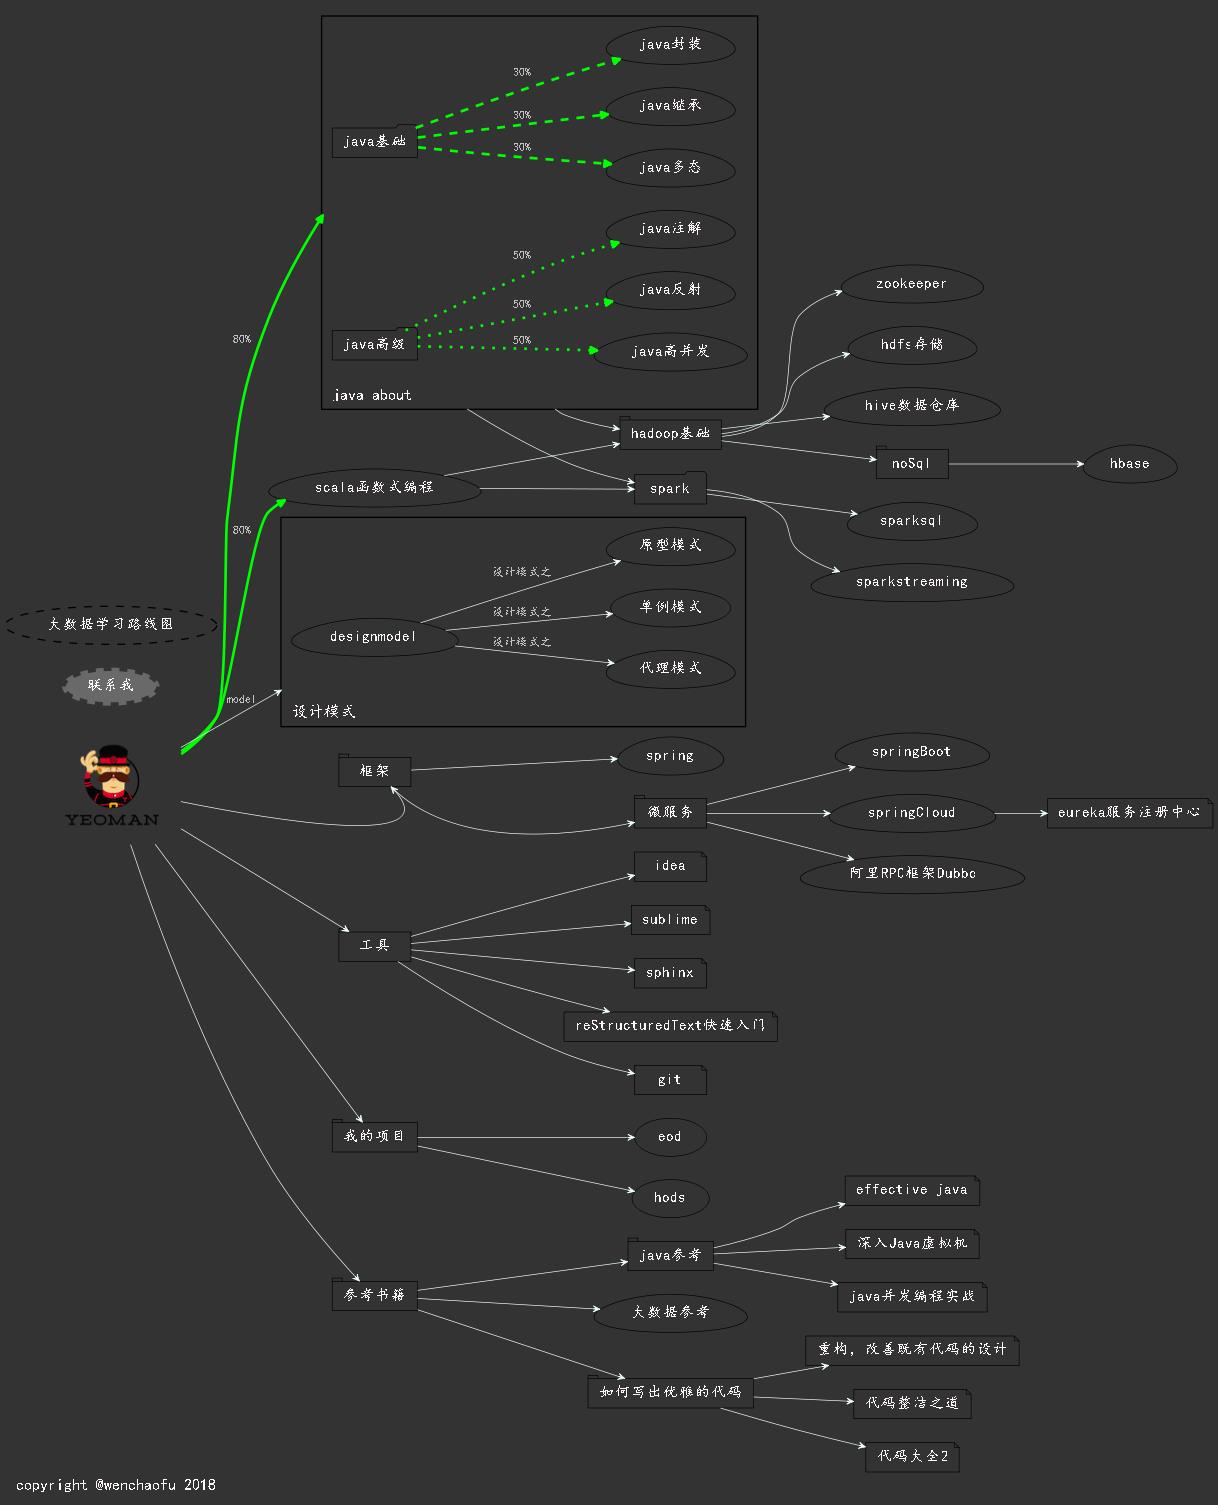 java封装
30%
java继承
30%
java基础
30%
java多态
java注解
50%
java反射
50%
java高级
50%
java高并发
java about
80%
zookeeper
hdfs存储
hive数据仓库
hadoop基础
noSql
hbase
scala函数式编程
spark
sparksql
sparkstreaming
80%
原型模式
设计模式之
单例模式
设计模式之
designmodel
设计模式之
代理模式
设计模式
大数据学习路线图
联系我
model
YEOMAN
框架
spring
springBoot
微服务
springCloud
eureka服务注册中心
阿里RPC框架Dubbo
idea
sublime
工具
sphinx
reStructuredText快速入门
git
我的项目
eod
hods
effective java
java参考
深入Java虚拟机
java并发编程实战
参考书籍
大数据参考
重构，改善既有代码的设计
如何写出优雅的代码
代码整洁之道
代码大全2
copyright @wenchaofu 2018